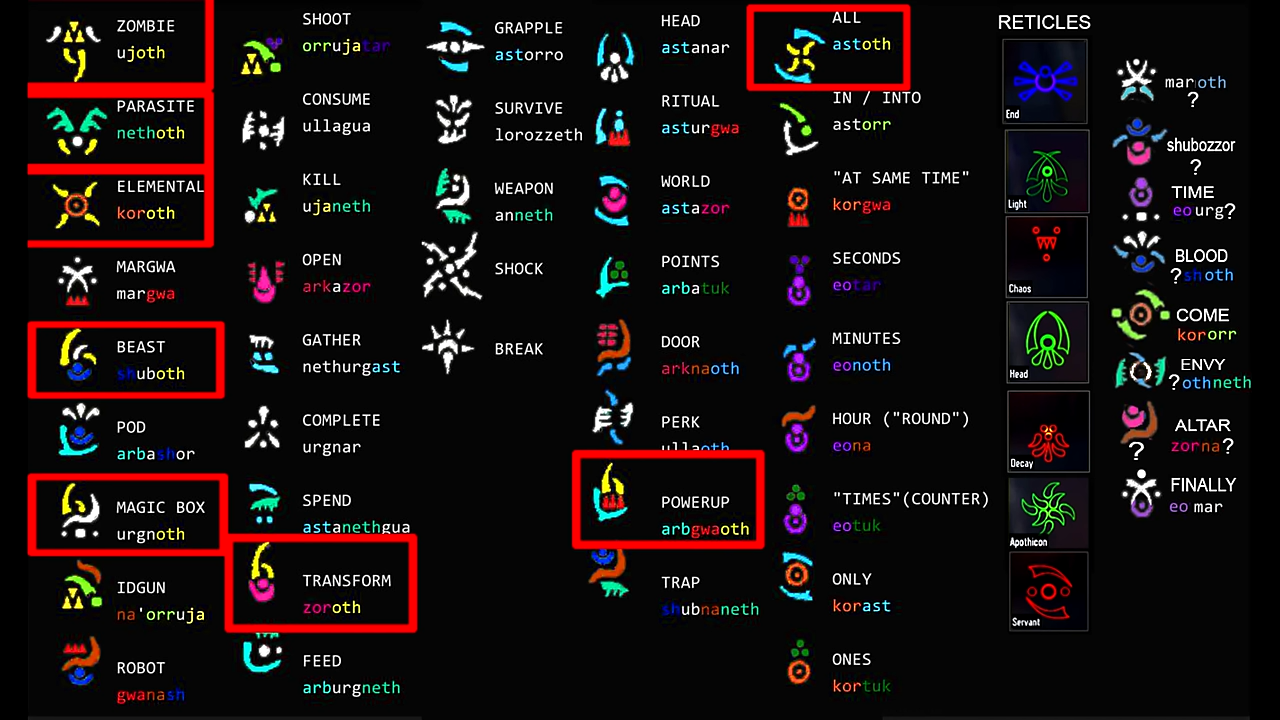 ZOMBIE
ujoth
PARASITE
nethoth
ELEMENTAL
koroth
MARGWA
margwa
BEAST
shuboth
POD
arbashor
MAGIC BOX
urgnoth
IDGUN
na'orruja
ROBOT
gwanash
SHOOT
orrujatar
CONSUME
ullagua
KILL
ujaneth
OPEN
arkazor
GATHER
nethurgast
COMPLETE
urgnar
SPEND
astanethgua
TRANSFORM
zoroth
FEED
arburgneth
GRAPPLE
astorro
SURVIVE
lorozzeth
WEAPON
anneth
SHOCK
BREAK
HEAD
astanar
RITUAL
asturgwa
WORLD
astazor
POINTS
arbatuk
DOOR
arknaoth
PERK
ullaoth
POWERUP
arbgwaoth
TRAP
shubnaneth
ALL
astoth
IN / INTO
astorr
"AT SAME TIME"
korgwa
SECONDS
eotar
MINUTES
eonoth
HOUR ("ROUND")
eona
"TIMES"(COUNTER)
eotuk
ONLY
korast
ONES
kortuk
RETICLES
End
Light
Chaos
Head
Decay
Apothicon
Servant
maroth
?
shubozzor
?
TIME
eourg?
BLOOD
?shoth
COME
kororr
ENVY
?othneth
ALTAR
zorna?
?
FINALLY
eo mar